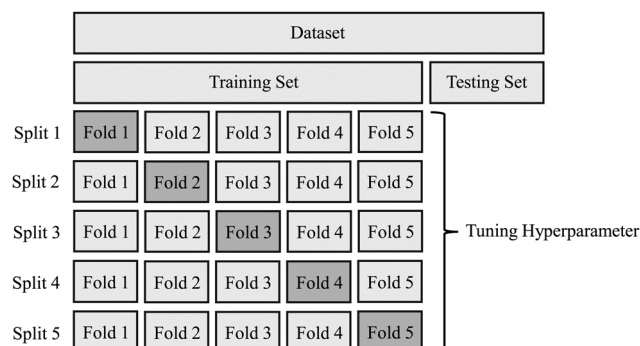 Dataset
Training Set Testing Set
Split 1 Fold 1 Fold 2 Fold 3 Fold 4 Fold 5
Split 2 Fold 1 Fold 2 Fold 3 Fold 4 Fold 5
Split 3 Fold 1 Fold 2 Fold 3 Fold 4 Fold 5
Tuning Hyperparameter
Split 4 Fold 1 Fold 2 Fold 3 Fold 4 Fold 5
Split 5 Fold 1 Fold 2 Fold 3 Fold 4 Fold 5